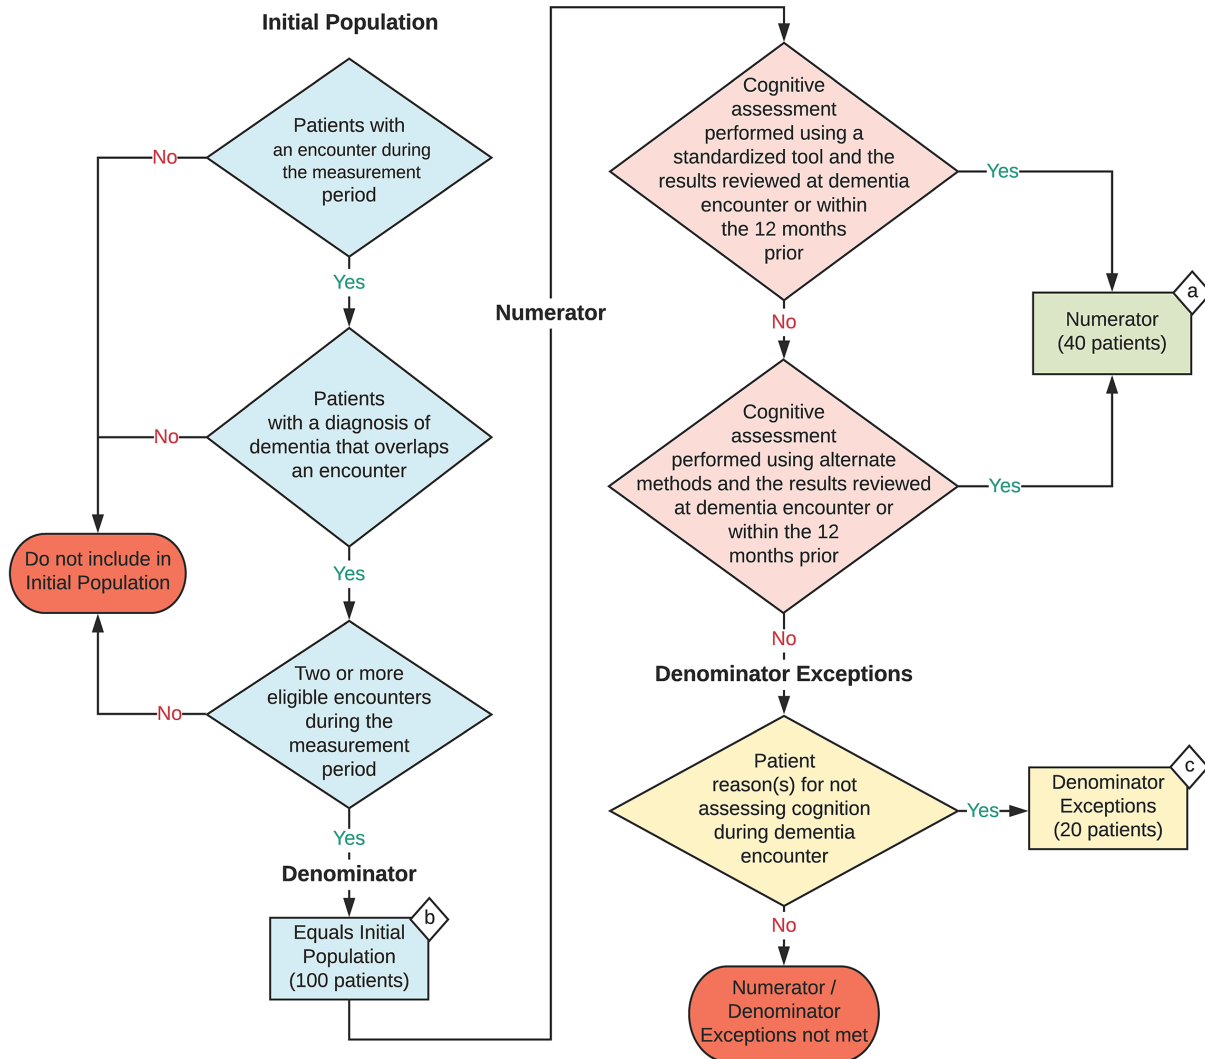 Initial Population
Patients with
an encounter during
the measurement
period
No
Yes
Patients
with a diagnosis of
dementia that overlaps
an encounter
No
Do not include in
Initial Population
Yes
Two or more
eligible encounters
during the
measurement
period
No
Yes
Denominator
b
Equals Initial
Population
(100 patients)
Numerator
Cognitive
assessment
performed using a
standardized tool and the
results reviewed at dementia
encounter or within
the 12 months
prior
Yes
a
Numerator
(40 patients)
No
Cognitive
assessment
performed using alternate
methods and the results reviewed
at dementia encounter or
within the 12
months prior
Yes
No
Denominator Exceptions
Patient
reason(s) for not
assessing cognition
during dementia
encounter
Yes
c
Denominator
Exceptions
(20 patients)
No
Numerator /
Denominator
Exceptions not met